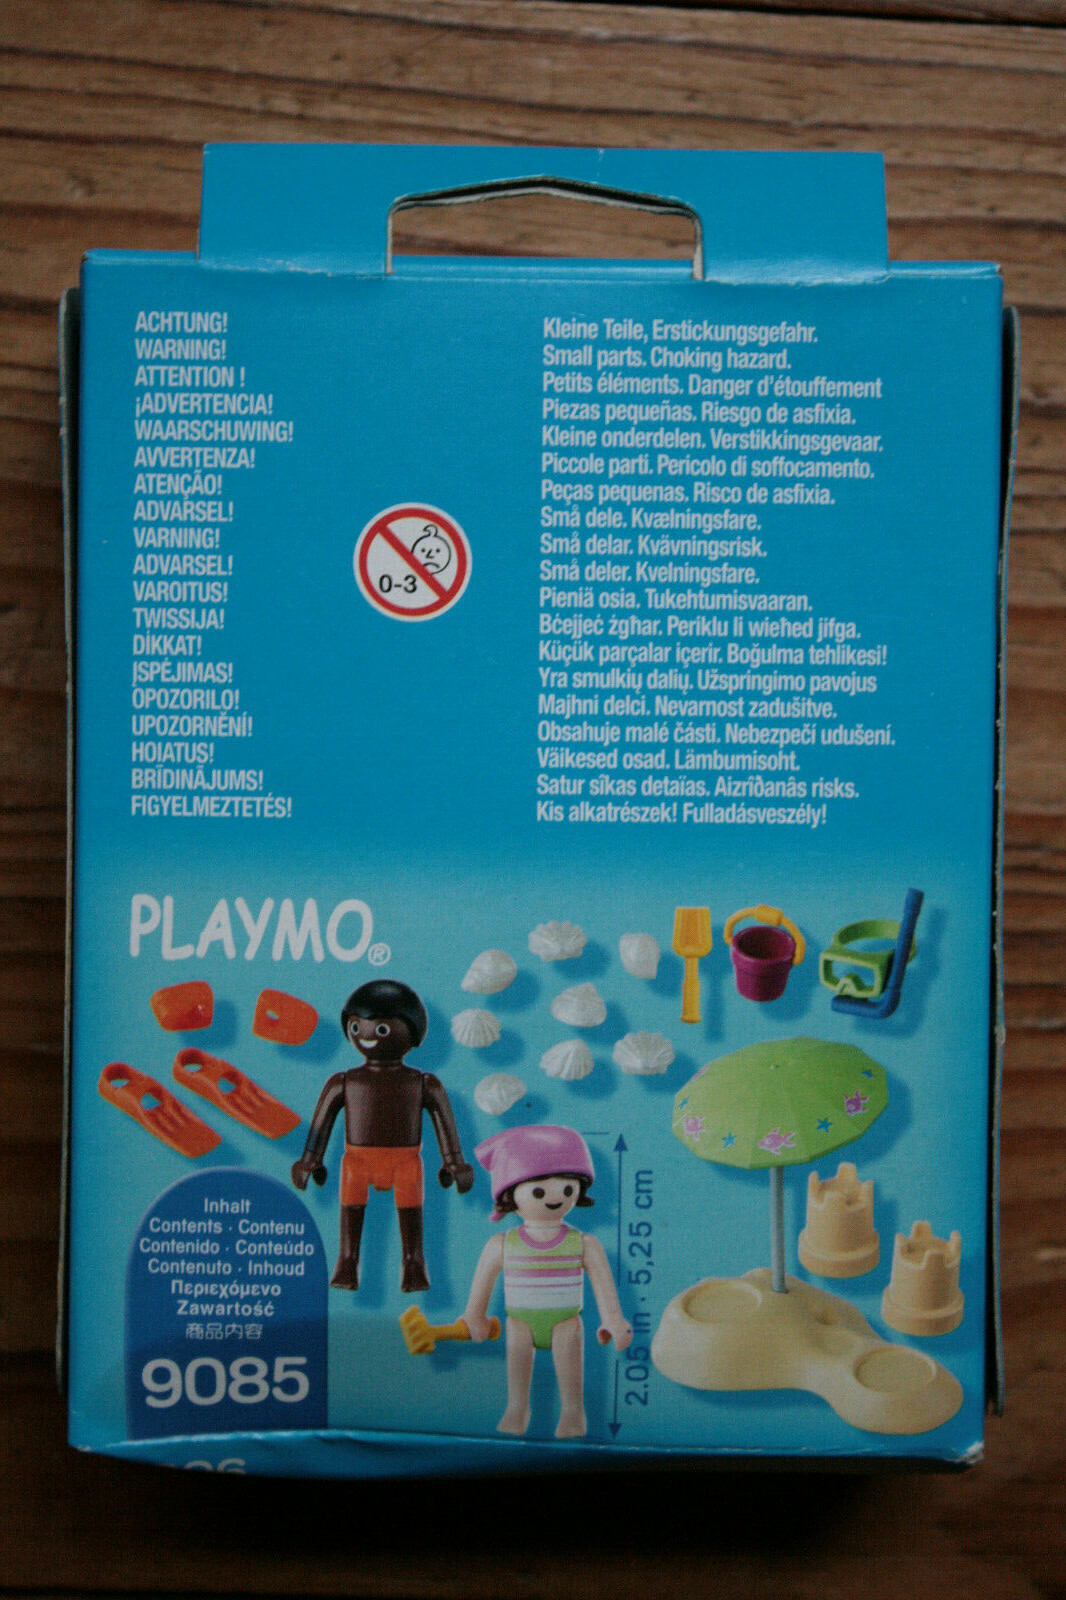 ACHTUNG!
WARNING!
ATTENTION !
¡ADVERTENCIA!
WAARSCHUWING!
AVVERTENZA!
ATENÇÃO!
ADVARSEL!
VARNING!
ADVARSEL!
VAROITUS!
TWISSIJA!
DİKKAT!
ĮSPĖJIMAS!
OPOZORILO!
UPOZORNĚNÍ!
HOIATUS!
BRĪDINĀJUMS!
FIGYELMEZTETÉS!
Kleine Teile, Erstickungsgefahr.
Small parts. Choking hazard.
Petits éléments. Danger d'étouffement
Piezas pequeñas. Riesgo de asfixia.
Kleine onderdelen. Verstikkingsgevaar.
Piccole parti. Pericolo di soffocamento.
Peças pequenas. Risco de asfixia.
Små dele. Kvælningsfare.
Små delar. Kvävningsrisk.
Små deler. Kvelningsfare.
Pieniä osia. Tukehtumisvaaran.
Bċejjeċ żgħar. Periklu li wieħed jifga.
Küçük parçalar içerir. Boğulma tehlikesi!
Yra smulkių dalių. Užspringimo pavojus
Majhni delci. Nevarnost zadušitve.
Obsahuje malé části. Nebezpečí udušení.
Väikesed osad. Lämbumisoht.
Satur sîkas detaïas. Aizrîðanâs risks.
Kis alkatrészek! Fulladásveszély!
0-3
PLAYMO®
Inhalt
Contents · Contenu
Contenido · Conteúdo
Contenuto · Inhoud
Περιεχόμενο
Zawartość
商品内容
9085
2.05 in · 5,25 cm